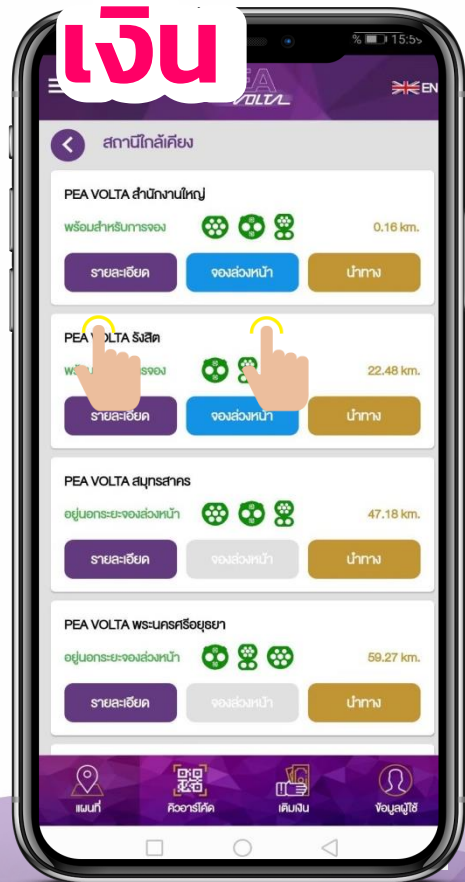 เงิน
% 15:59
PEA
VOLTA
EN
สถานีใกล้เคียง
PEA VOLTA สำนักงานใหญ่
พร้อมสำหรับการจอง
0.16 km.
รายละเอียด จองล่วงหน้า นำทาง
PEA VOLTA รังสิต
22.48 km.
รายละเอียด จองล่วงหน้า นำทาง
PEA VOLTA สมุทรสาคร
อยู่นอกระยะจองล่วงหน้า
47.18 km.
รายละเอียด จองล่วงหน้า นำทาง
PEA VOLTA พระนครศรีอยุธยา
อยู่นอกระยะจองล่วงหน้า
59.27 km.
รายละเอียด จองล่วงหน้า นำทาง
แผนที่ คิวอาร์โค้ด เติมเงิน ข้อมูลผู้ใช้